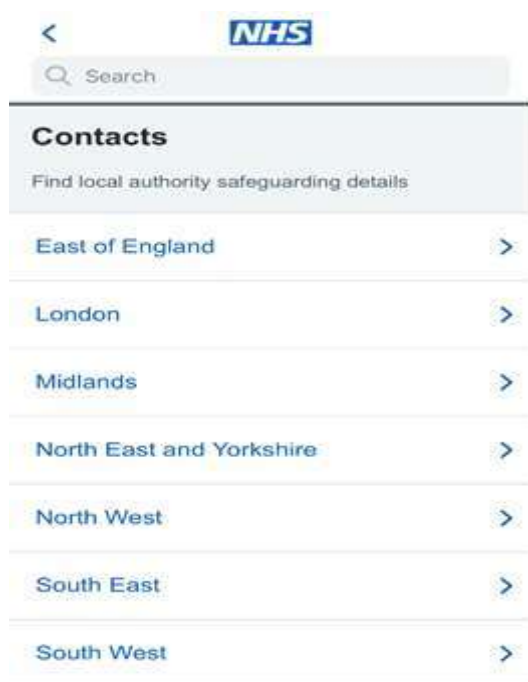 NHS
Search
Contacts
Find local authority safeguarding details
East of England
London
Midlands
North East and Yorkshire
North West
South East
South West